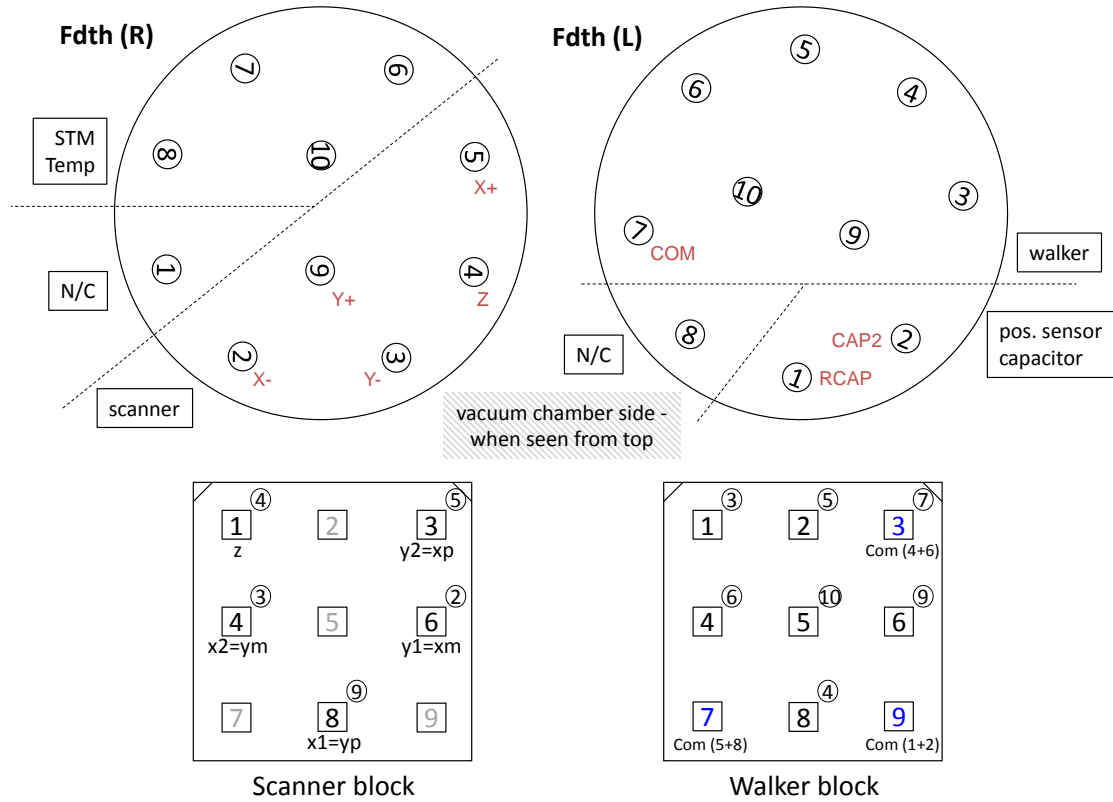 Fdth (R)
7
6
STM
Temp
8
10
5
X+
N/C
1
9
Y+
4
Z
2
X-
3
Y-
scanner
Fdth (L)
5
6
4
10
3
7
COM
9
walker
N/C
8
CAP2
2
pos. sensor
capacitor
1
RCAP
vacuum chamber side -
when seen from top
4
5
1
2
3
z
y2=xp
3
2
4
5
6
x2=ym
y1=xm
9
7
8
9
x1=yp
Scanner block
3
5
7
1
2
3
Com (4+6)
6
10
9
4
5
6
4
7
8
9
Com (5+8)
Com (1+2)
Walker block